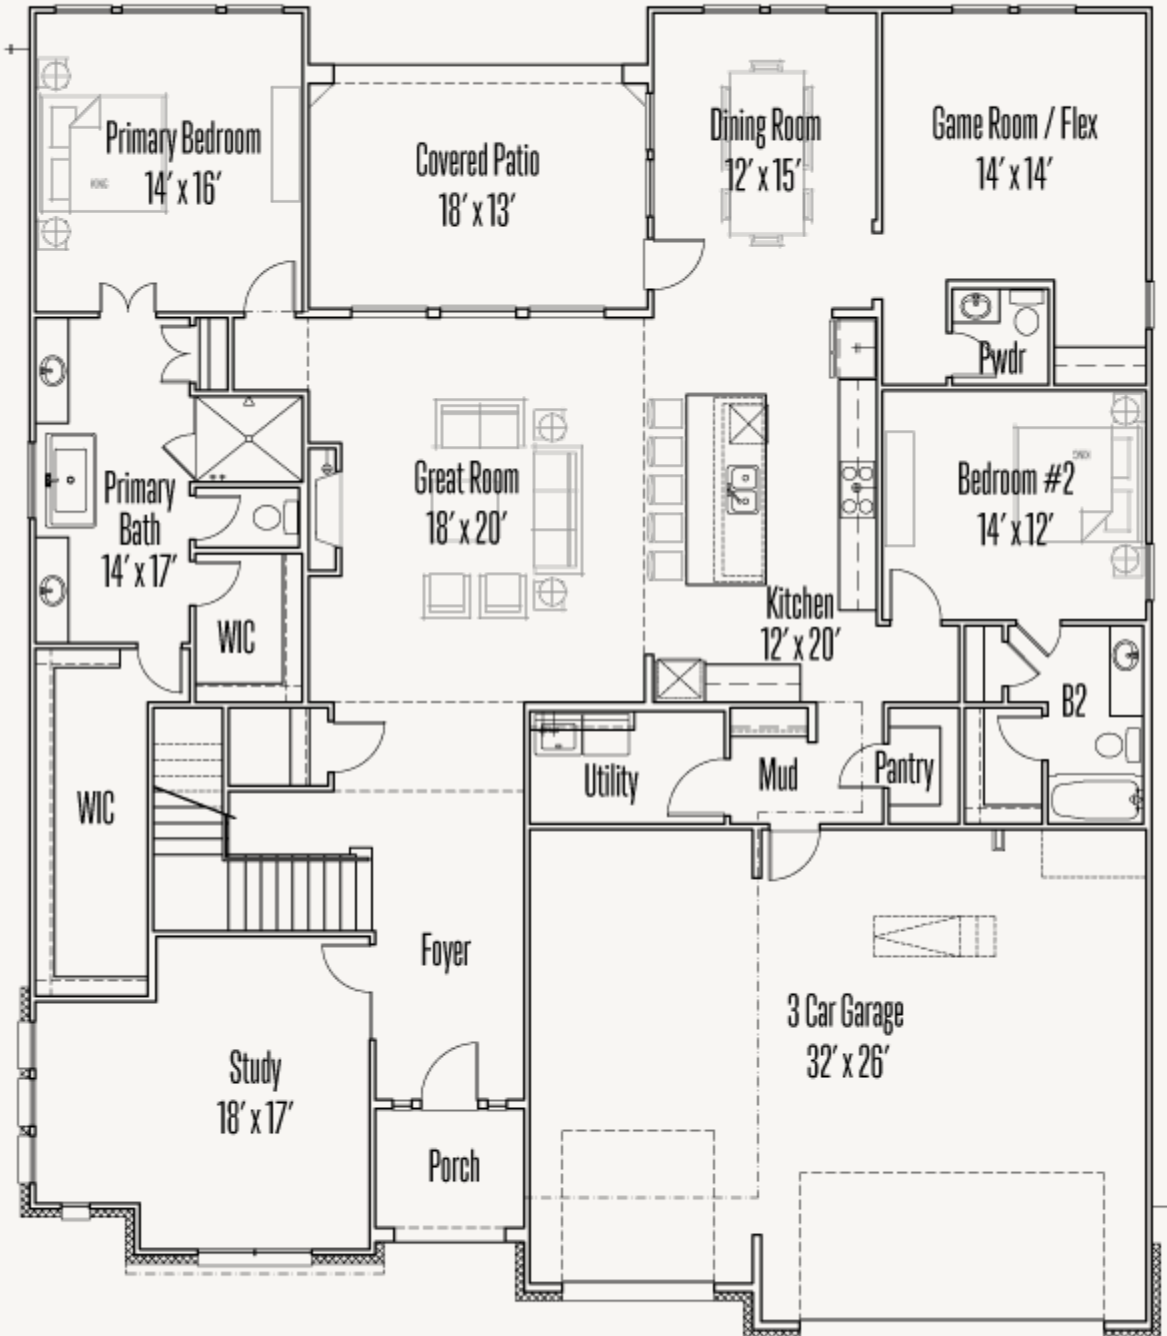 Primary Bedroom
14' x 16'
KING
Covered Patio
18' x 13'
Dining Room
12' x 15'
Game Room / Flex
14' x 14'
Pwdr
Primary
Bath
14' x 17'
Great Room
18' x 20'
Bedroom #2
14' x 12'
KING
WIC
Kitchen
12' x 20'
B2
WIC
Utility
Mud
Pantry
Foyer
3 Car Garage
32' x 26'
Study
18' x 17'
Porch